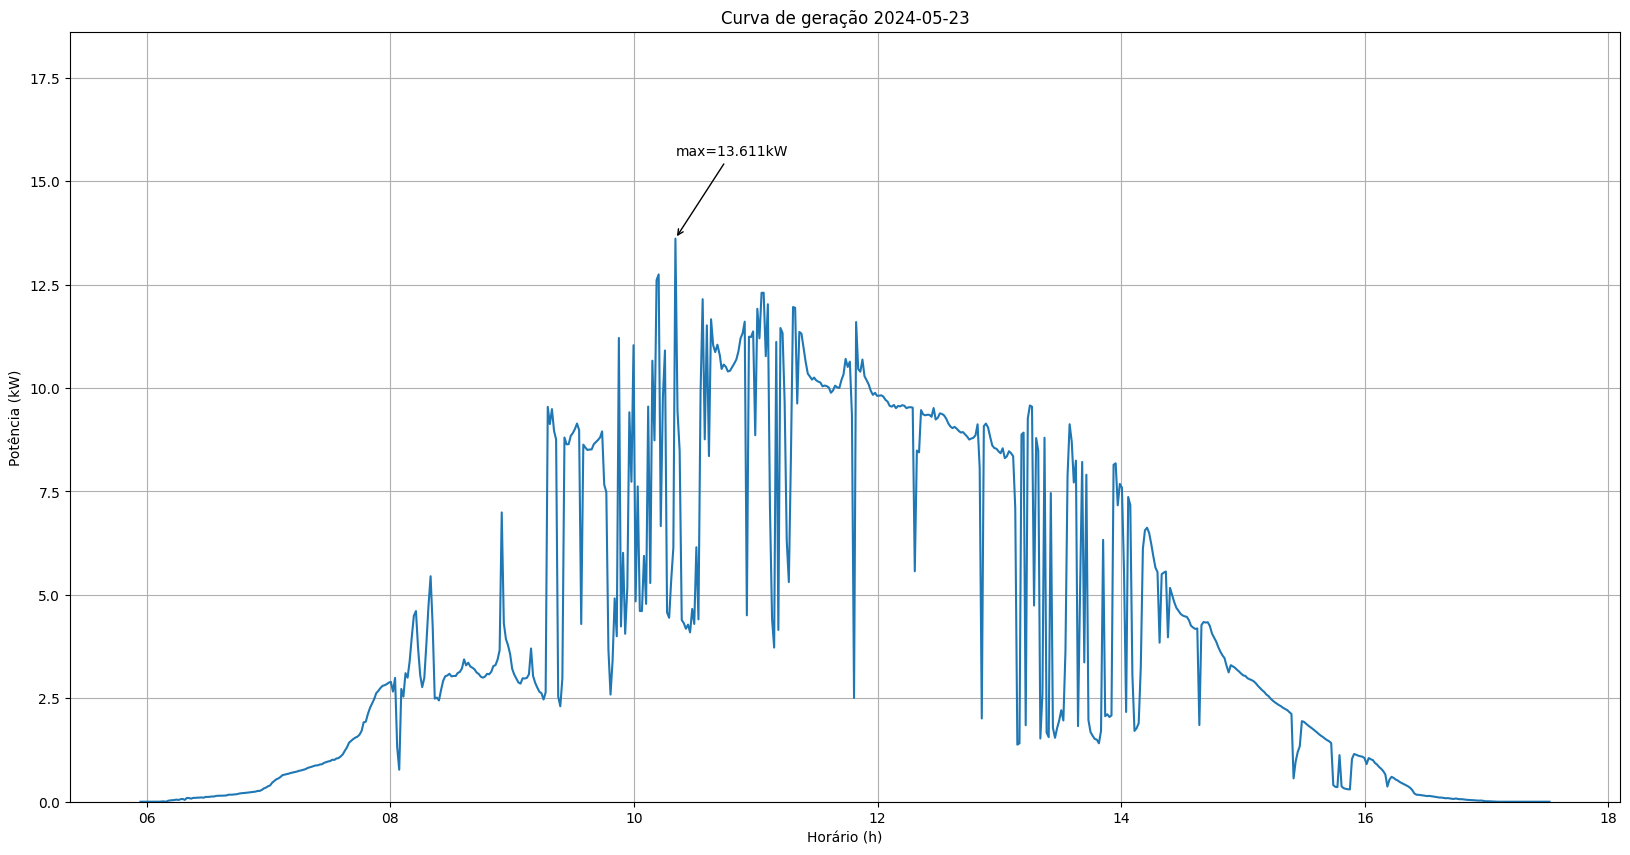 Curva de geração 2024-05-23
17.5
max=13.611kW
15.0
12.5
10.0
Potência (kW)
7.5
5.0
2.5
0.0
06 08 10 12 14 16 18
Horário (h)